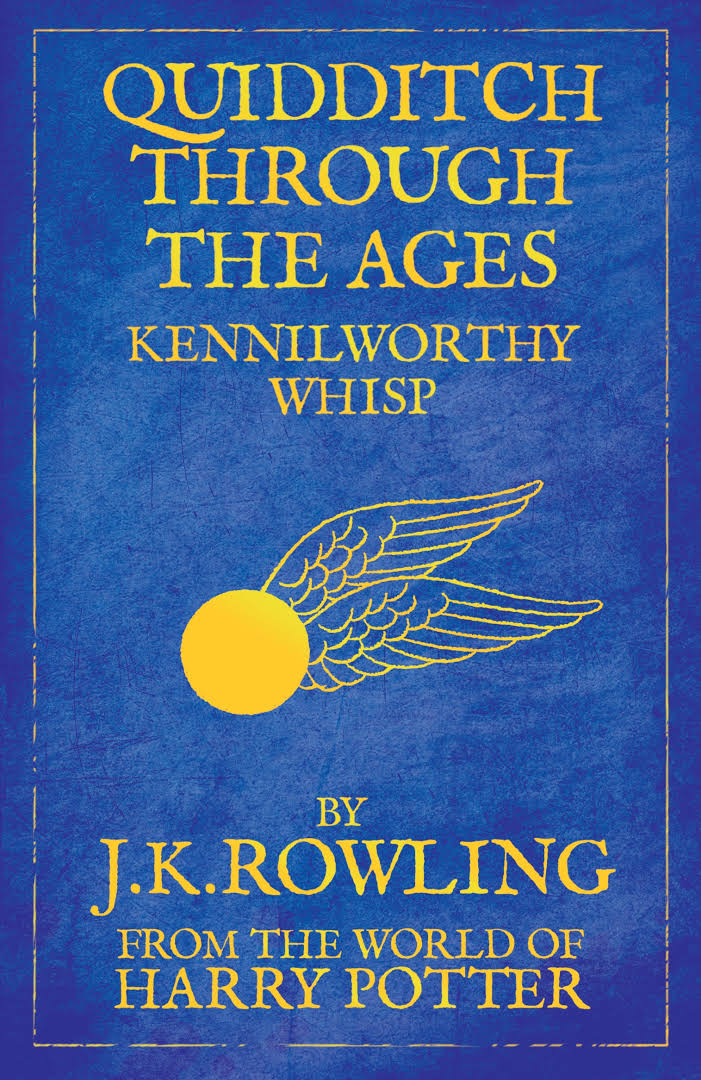 QUIDDITCH
THROUGH
THE AGES
KENNILWORTHY
WHISP
BY
J.K.ROWLING
FROM THE WORLD OF
HARRY POTTER